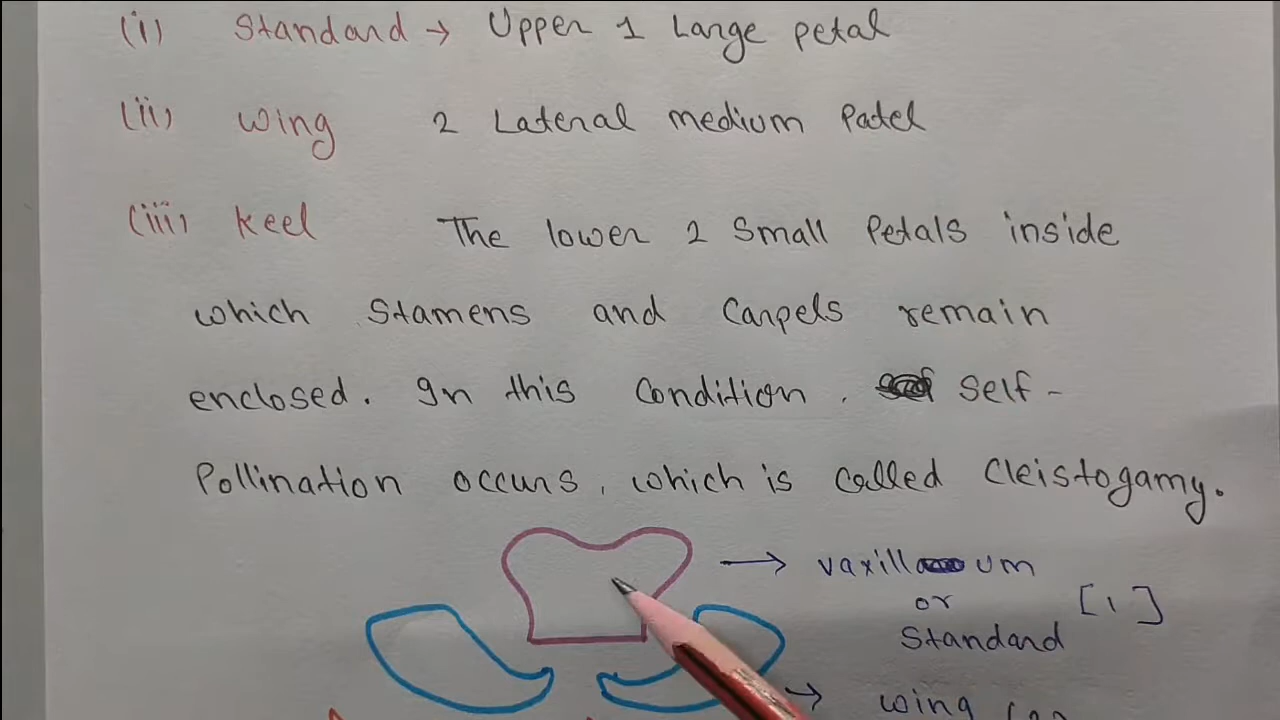 (i) Standard → Upper 1 Large petal
(ii) wing 2 Lateral medium Patel
(iii) Keel The lower 2 Small Petals inside
which Stamens and Carpels remain
enclosed. In this Condition. Self-
Pollination occurs, which is called Cleistogamy.
→ vaxillum
or [1]
Standard
→ wing